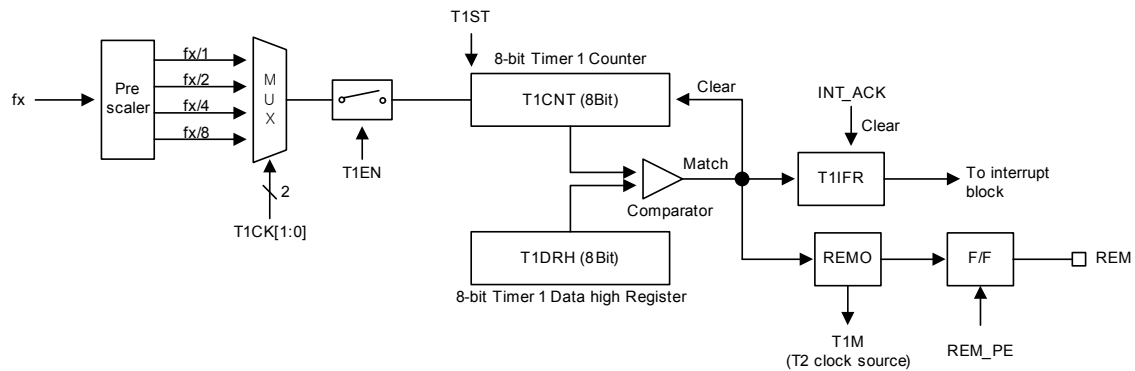 T1ST
8-bit Timer 1 Counter
fx
Pre
scaler
fx/1
fx/2
fx/4
fx/8
M
U
X
T1EN
2
T1CK[1:0]
T1CNT (8Bit)
Clear
Match
Comparator
T1DRH (8Bit)
8-bit Timer 1 Data high Register
INT_ACK
Clear
T1IFR
To interrupt
block
REMO
F/F
REM
T1M
(T2 clock source)
REM_PE